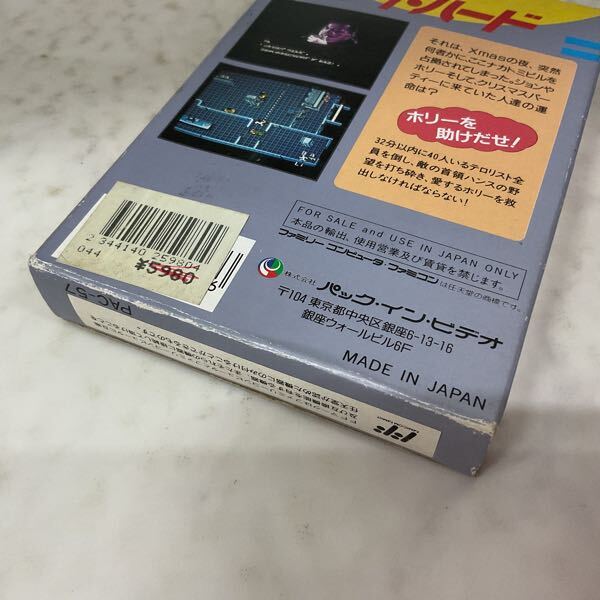 ト・ハード
それは、Xmasの夜、突然
何者かに、ここナカトミビルを
占拠されてしまった。ジョンや
ホリーそして、クリスマスパー
ティーに来ていた人達の運
命は？
ホリーを
助けだせ！
32分以内に40人いるテロリスト全
員を倒し、敵の首領ハンスの野
望を打ち砕き、愛するホリーを救
出しなければならない！
FOR SALE and USE IN JAPAN ONLY
本品の輸出、使用営業及び賃貸を禁じます。
ファミリー コンピュータ・ファミコンは任天堂の商標です。
株式会社 パック・イン・ビデオ
〒104 東京都中央区銀座6-13-16
銀座ウォールビル6F
MADE IN JAPAN
2 344140 259804
044
¥5980
6
PAC-57